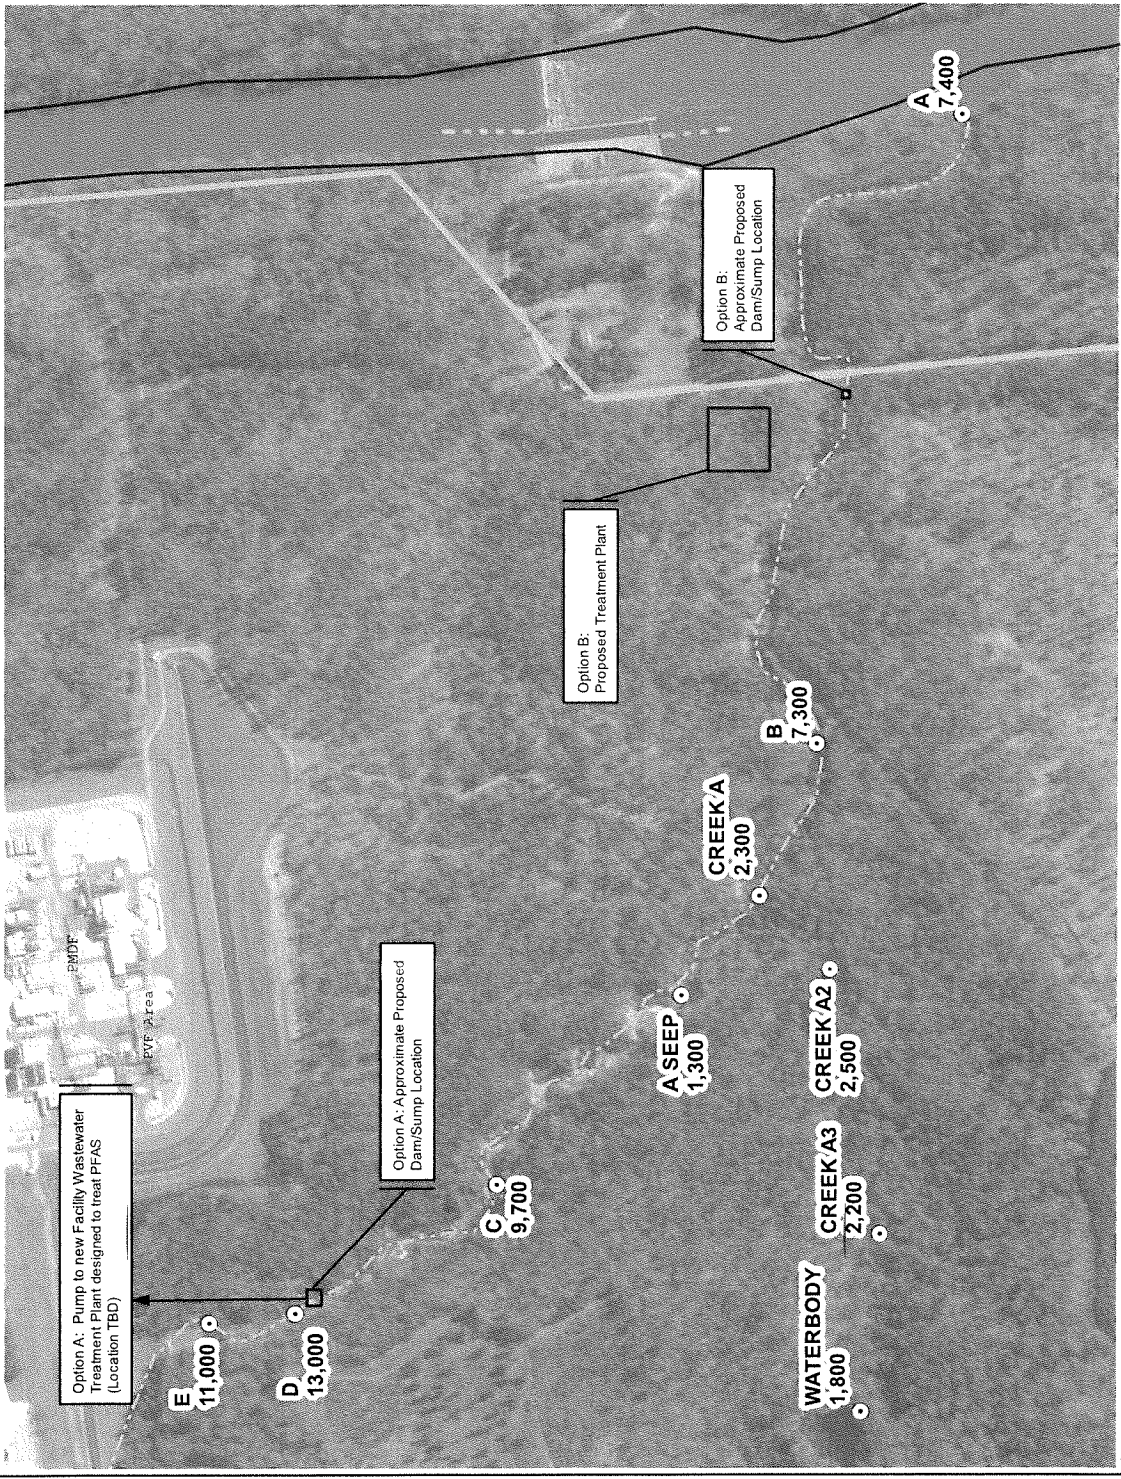 Option A: Pump to new Facility Wastewater
Treatment Plant designed to treat PFAS
(Location TBD)
PMDF
PVF Area
E
11,000
D
13,000
Option A: Approximate Proposed
Dam/Sump Location
C
9,700
A SEEP
1,300
CREEK A
2,300
B
7,300
Option B:
Proposed Treatment Plant
Option B:
Approximate Proposed
Dam/Sump Location
A
7,400
WATERBODY
1,800
CREEK A3
2,200
CREEK A2
2,500